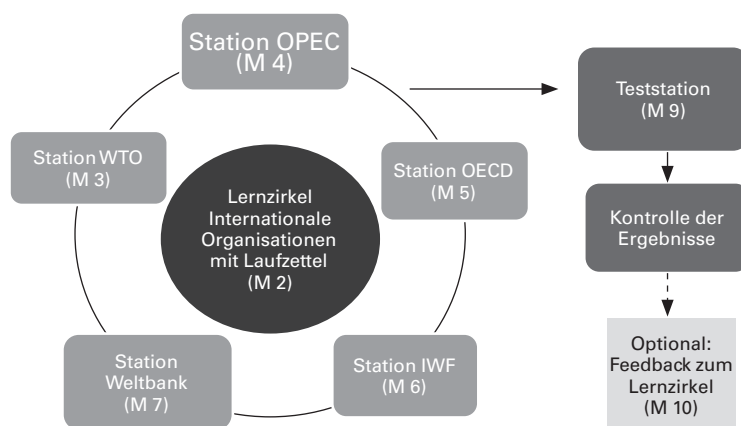 Station OPEC
(M 4)
Station WTO
(M 3)
Station OECD
(M 5)
Lernzirkel
Internationale
Organisationen
mit Laufzettel
(M 2)
Station
Weltbank
(M 7)
Station IWF
(M 6)
Teststation
(M 9)
Kontrolle der
Ergebnisse
Optional:
Feedback zum
Lernzirkel
(M 10)